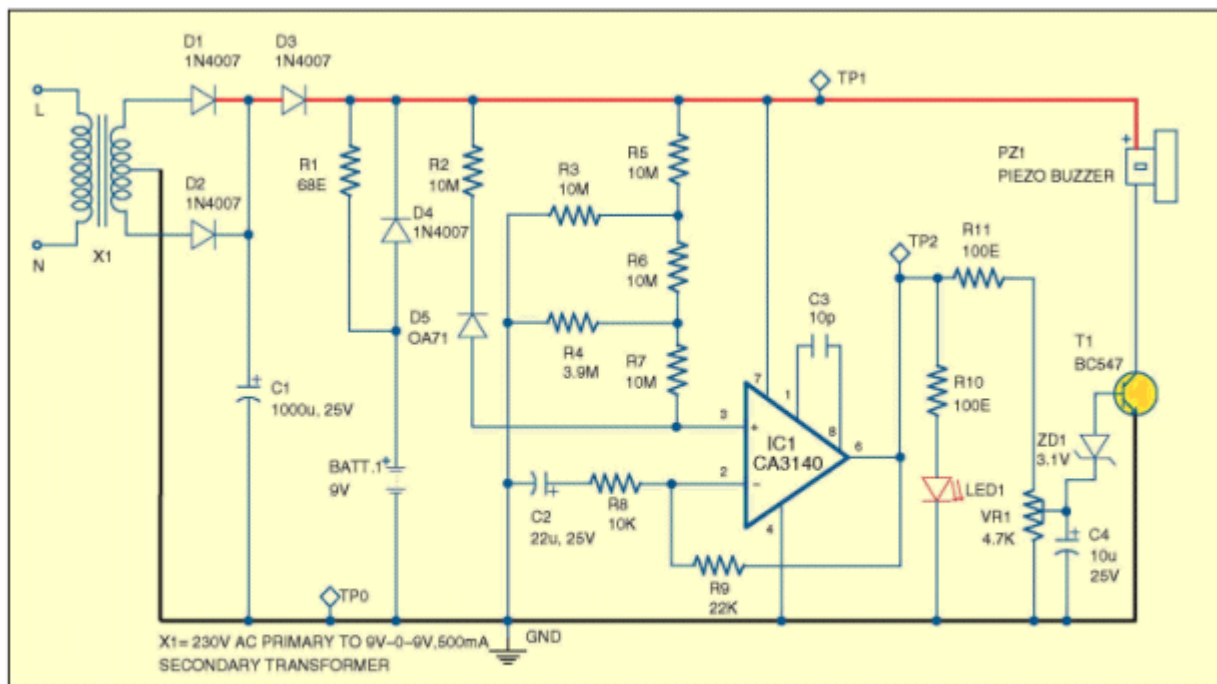 D1
1N4007
D3
1N4007
TP1
L
N
X1
D2
1N4007
R1
68E
D4
1N4007
R2
10M
R3
10M
R5
10M
R6
10M
D5
OA71
R4
3.9M
R7
10M
C3
10p
TP2
R11
100E
PZ1
PIEZO BUZZER
+
T1
BC547
C1
1000u, 25V
+
BATT.1
9V
+
3
+
2
−
7
1
8
6
4
IC1
CA3140
R10
100E
ZD1
3.1V
LED1
VR1
4.7K
C2
22u, 25V
+
R8
10K
R9
22K
C4
10u
25V
+
TP0
GND
X1= 230V AC PRIMARY TO 9V–0–9V,500mA
SECONDARY TRANSFORMER